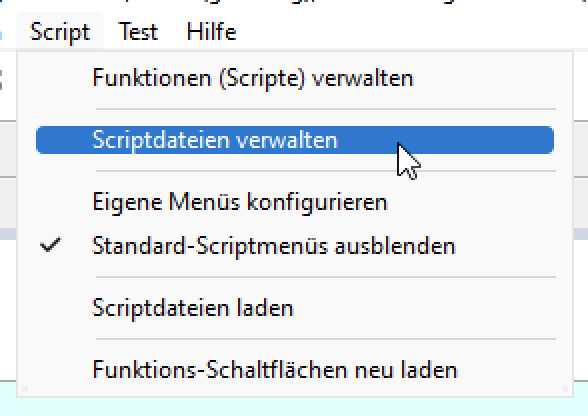 Script Test Hilfe
Funktionen (Scripte) verwalten
Scriptdateien verwalten
Eigene Menüs konfigurieren
Standard-Scriptmenüs ausblenden
Scriptdateien laden
Funktions-Schaltflächen neu laden